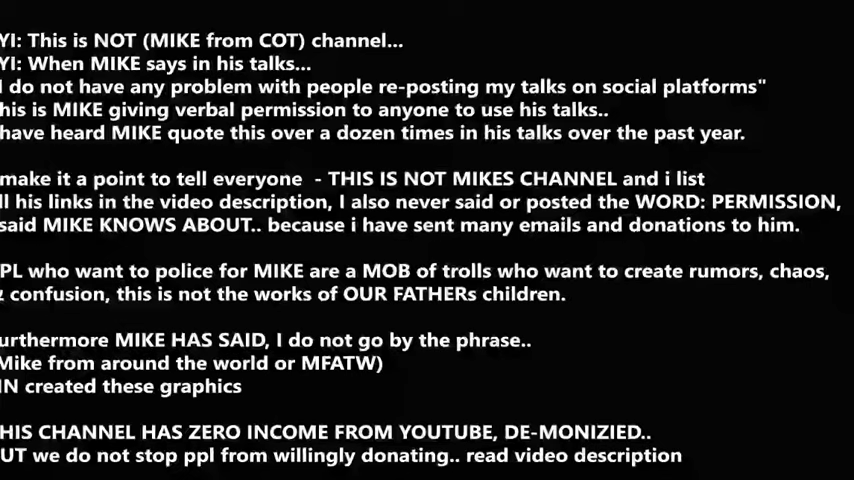 YI: This is NOT (MIKE from COT) channel...
YI: When MIKE says in his talks...
I do not have any problem with people re-posting my talks on social platforms"
his is MIKE giving verbal permission to anyone to use his talks..
have heard MIKE quote this over a dozen times in his talks over the past year.
make it a point to tell everyone - THIS IS NOT MIKES CHANNEL and i list
ll his links in the video description, I also never said or posted the WORD: PERMISSION,
said MIKE KNOWS ABOUT.. because i have sent many emails and donations to him.
PL who want to police for MIKE are a MOB of trolls who want to create rumors, chaos,
& confusion, this is not the works of OUR FATHERs children.
urthermore MIKE HAS SAID, I do not go by the phrase..
Mike from around the world or MFATW)
IN created these graphics
HIS CHANNEL HAS ZERO INCOME FROM YOUTUBE, DE-MONIZIED..
UT we do not stop ppl from willingly donating.. read video description